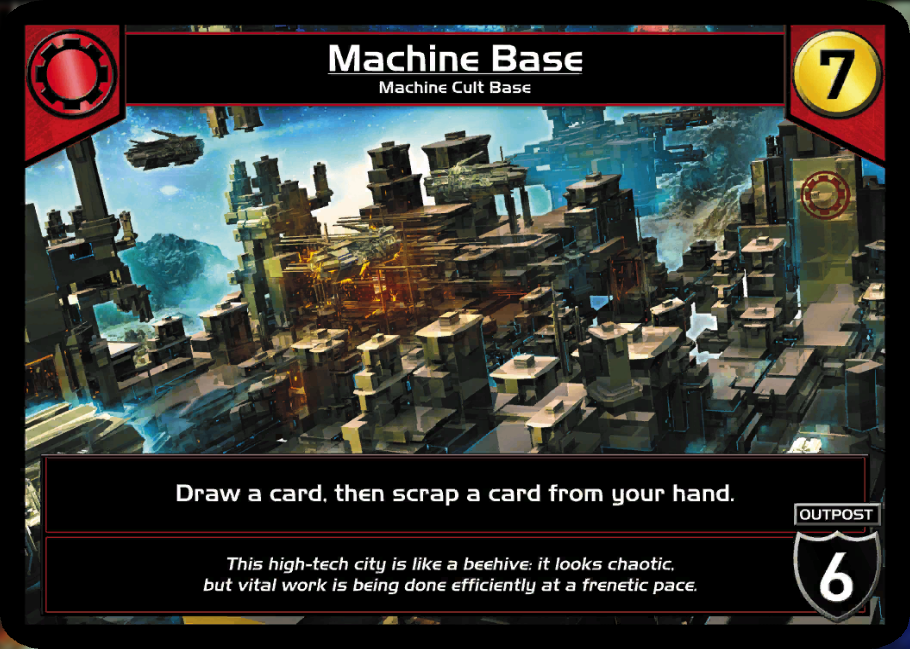 Machine Base
Machine Cult Base
7
Draw a card, then scrap a card from your hand.
OUTPOST
This high-tech city is like a beehive: it looks chaotic,
but vital work is being done efficiently at a frenetic pace.
6